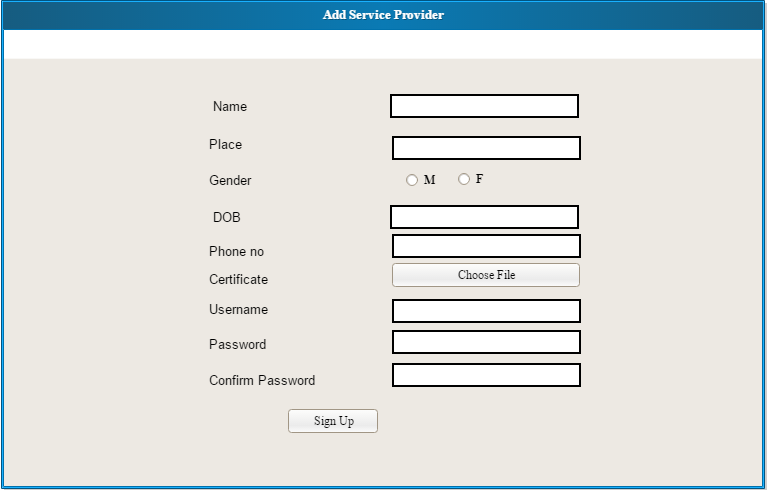 Add Service Provider
Name
Place
Gender M F
DOB
Phone no
Certificate Choose File
Username
Password
Confirm Password
Sign Up